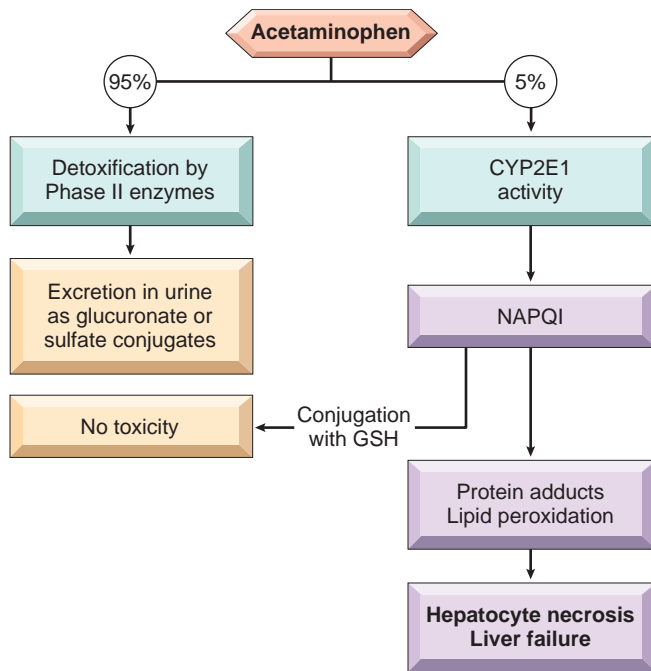 Acetaminophen
95%
5%
Detoxification by
Phase II enzymes
CYP2E1
activity
Excretion in urine
as glucuronate or
sulfate conjugates
NAPQI
No toxicity
Conjugation
with GSH
Protein adducts
Lipid peroxidation
Hepatocyte necrosis
Liver failure